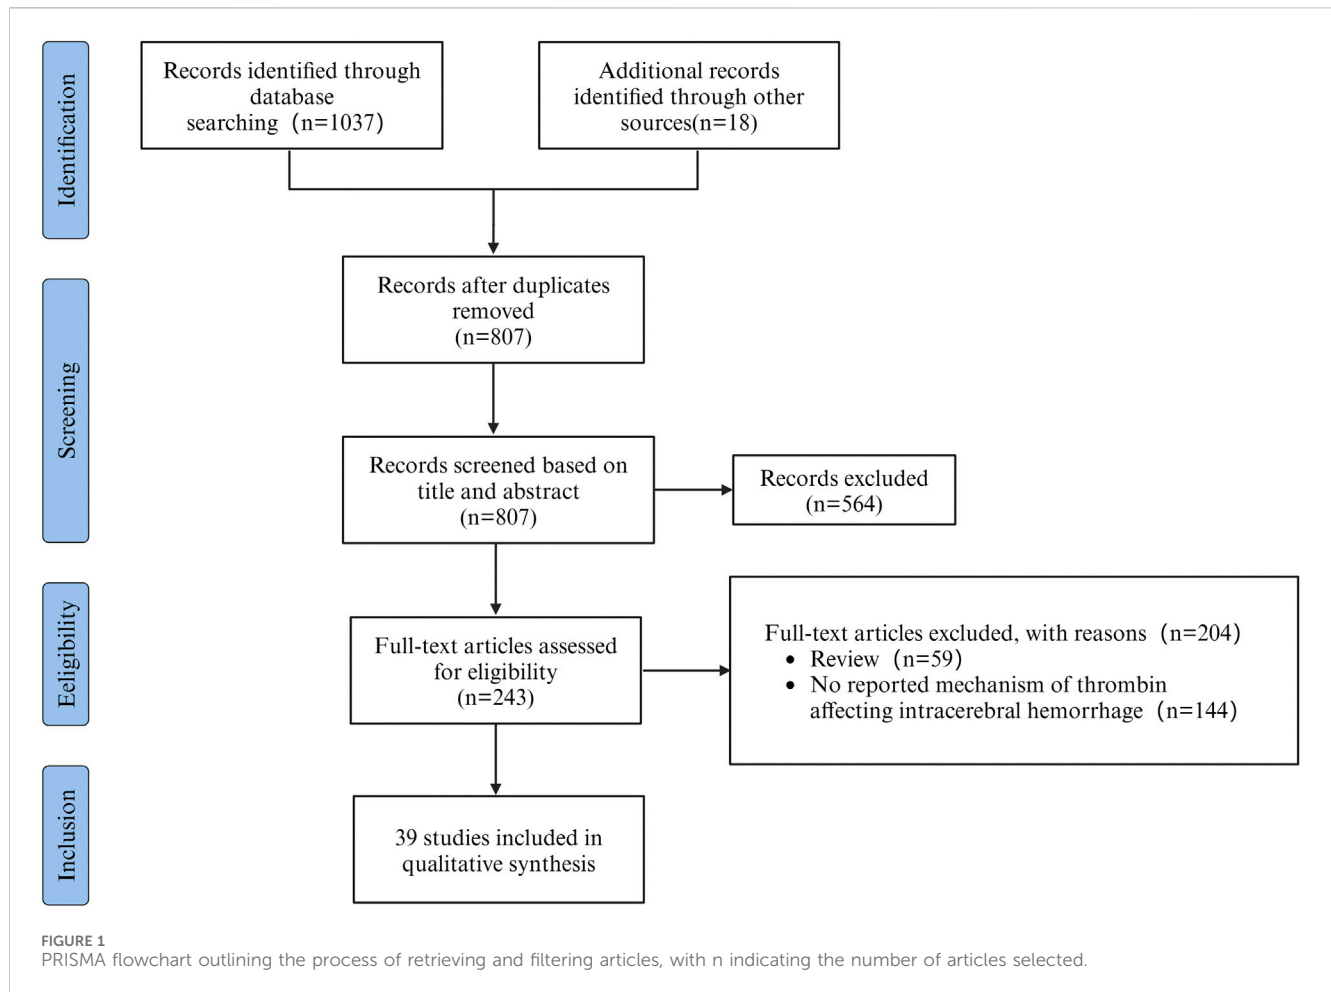 Identification
Records identified through
database
searching (n=1037)
Additional records
identified through other
sources(n=18)
Screening
Records after duplicates
removed
(n=807)
Records screened based on
title and abstract
(n=807)
Records excluded
(n=564)
Eeligibility
Full-text articles assessed
for eligibility
(n=243)
Full-text articles excluded, with reasons (n=204)
• Review (n=59)
• No reported mechanism of thrombin
affecting intracerebral hemorrhage (n=144)
Inclusion
39 studies included in
qualitative synthesis
FIGURE 1
PRISMA flowchart outlining the process of retrieving and filtering articles, with n indicating the number of articles selected.